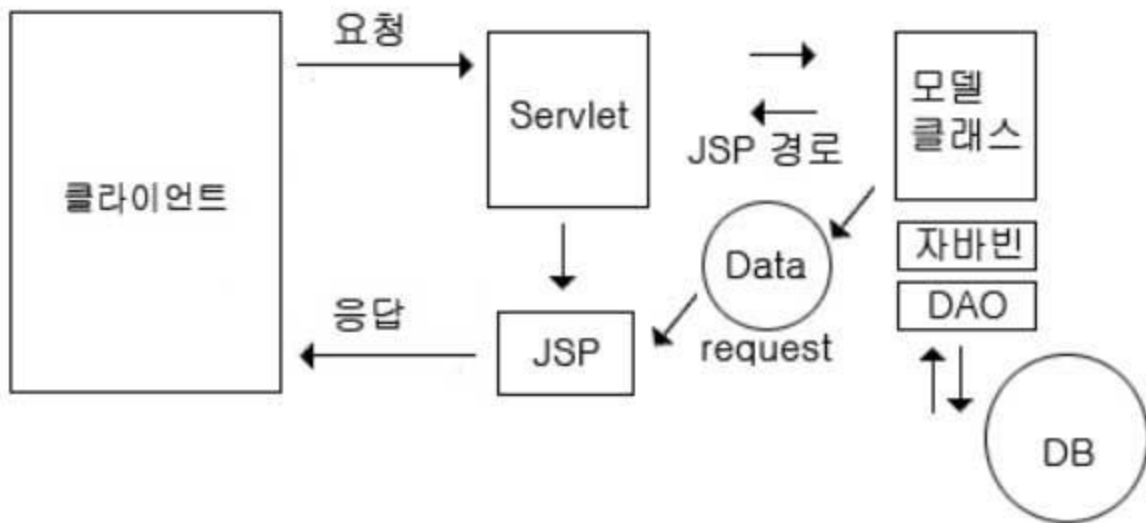 요청
Servlet
모델
클래스
JSP 경로
클라이언트
Data
자바빈
DAO
응답
JSP
request
DB